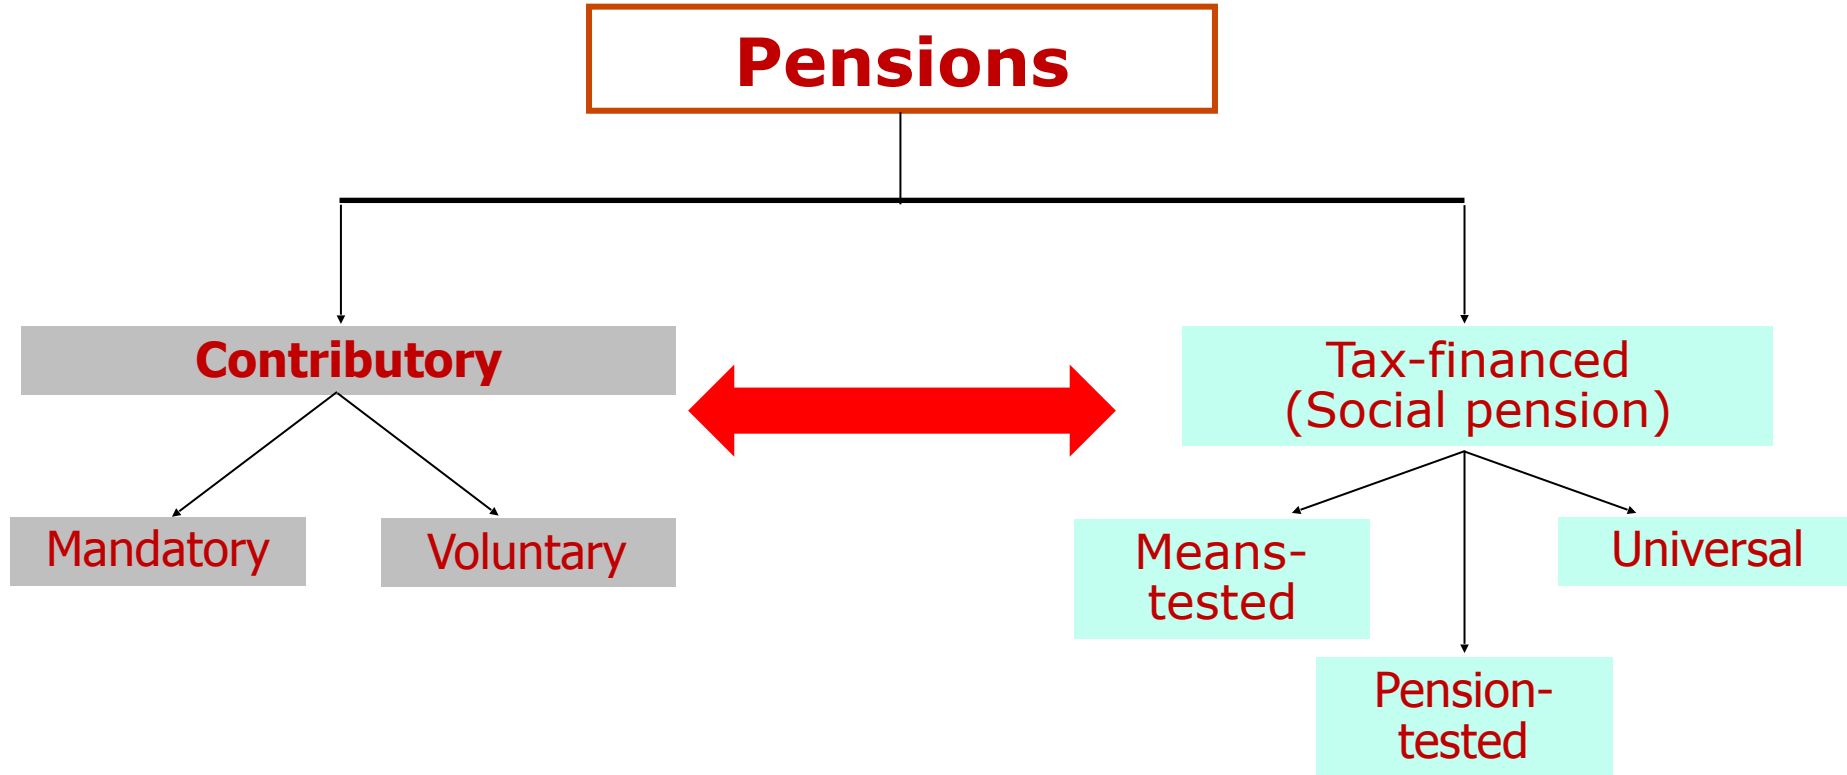 Pensions
Contributory
Tax-financed
(Social pension)
Mandatory
Voluntary
Means-
tested
Pension-
tested
Universal